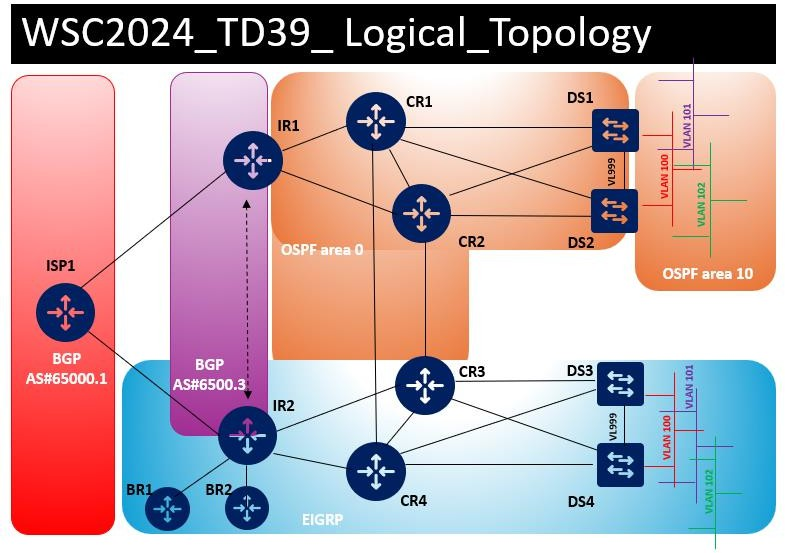 WSC2024_TD39_ Logical_Topology
CR1
DS1
IR1
VLAN 101
VLAN 100
VL999
VLAN 102
CR2
DS2
OSPF area 0
OSPF area 10
ISP1
BGP
AS#65000.1
BGP
AS#6500.3
IR2
CR3
DS3
VLAN 101
VLAN 100
VL999
VLAN 102
BR1
BR2
CR4
DS4
EIGRP